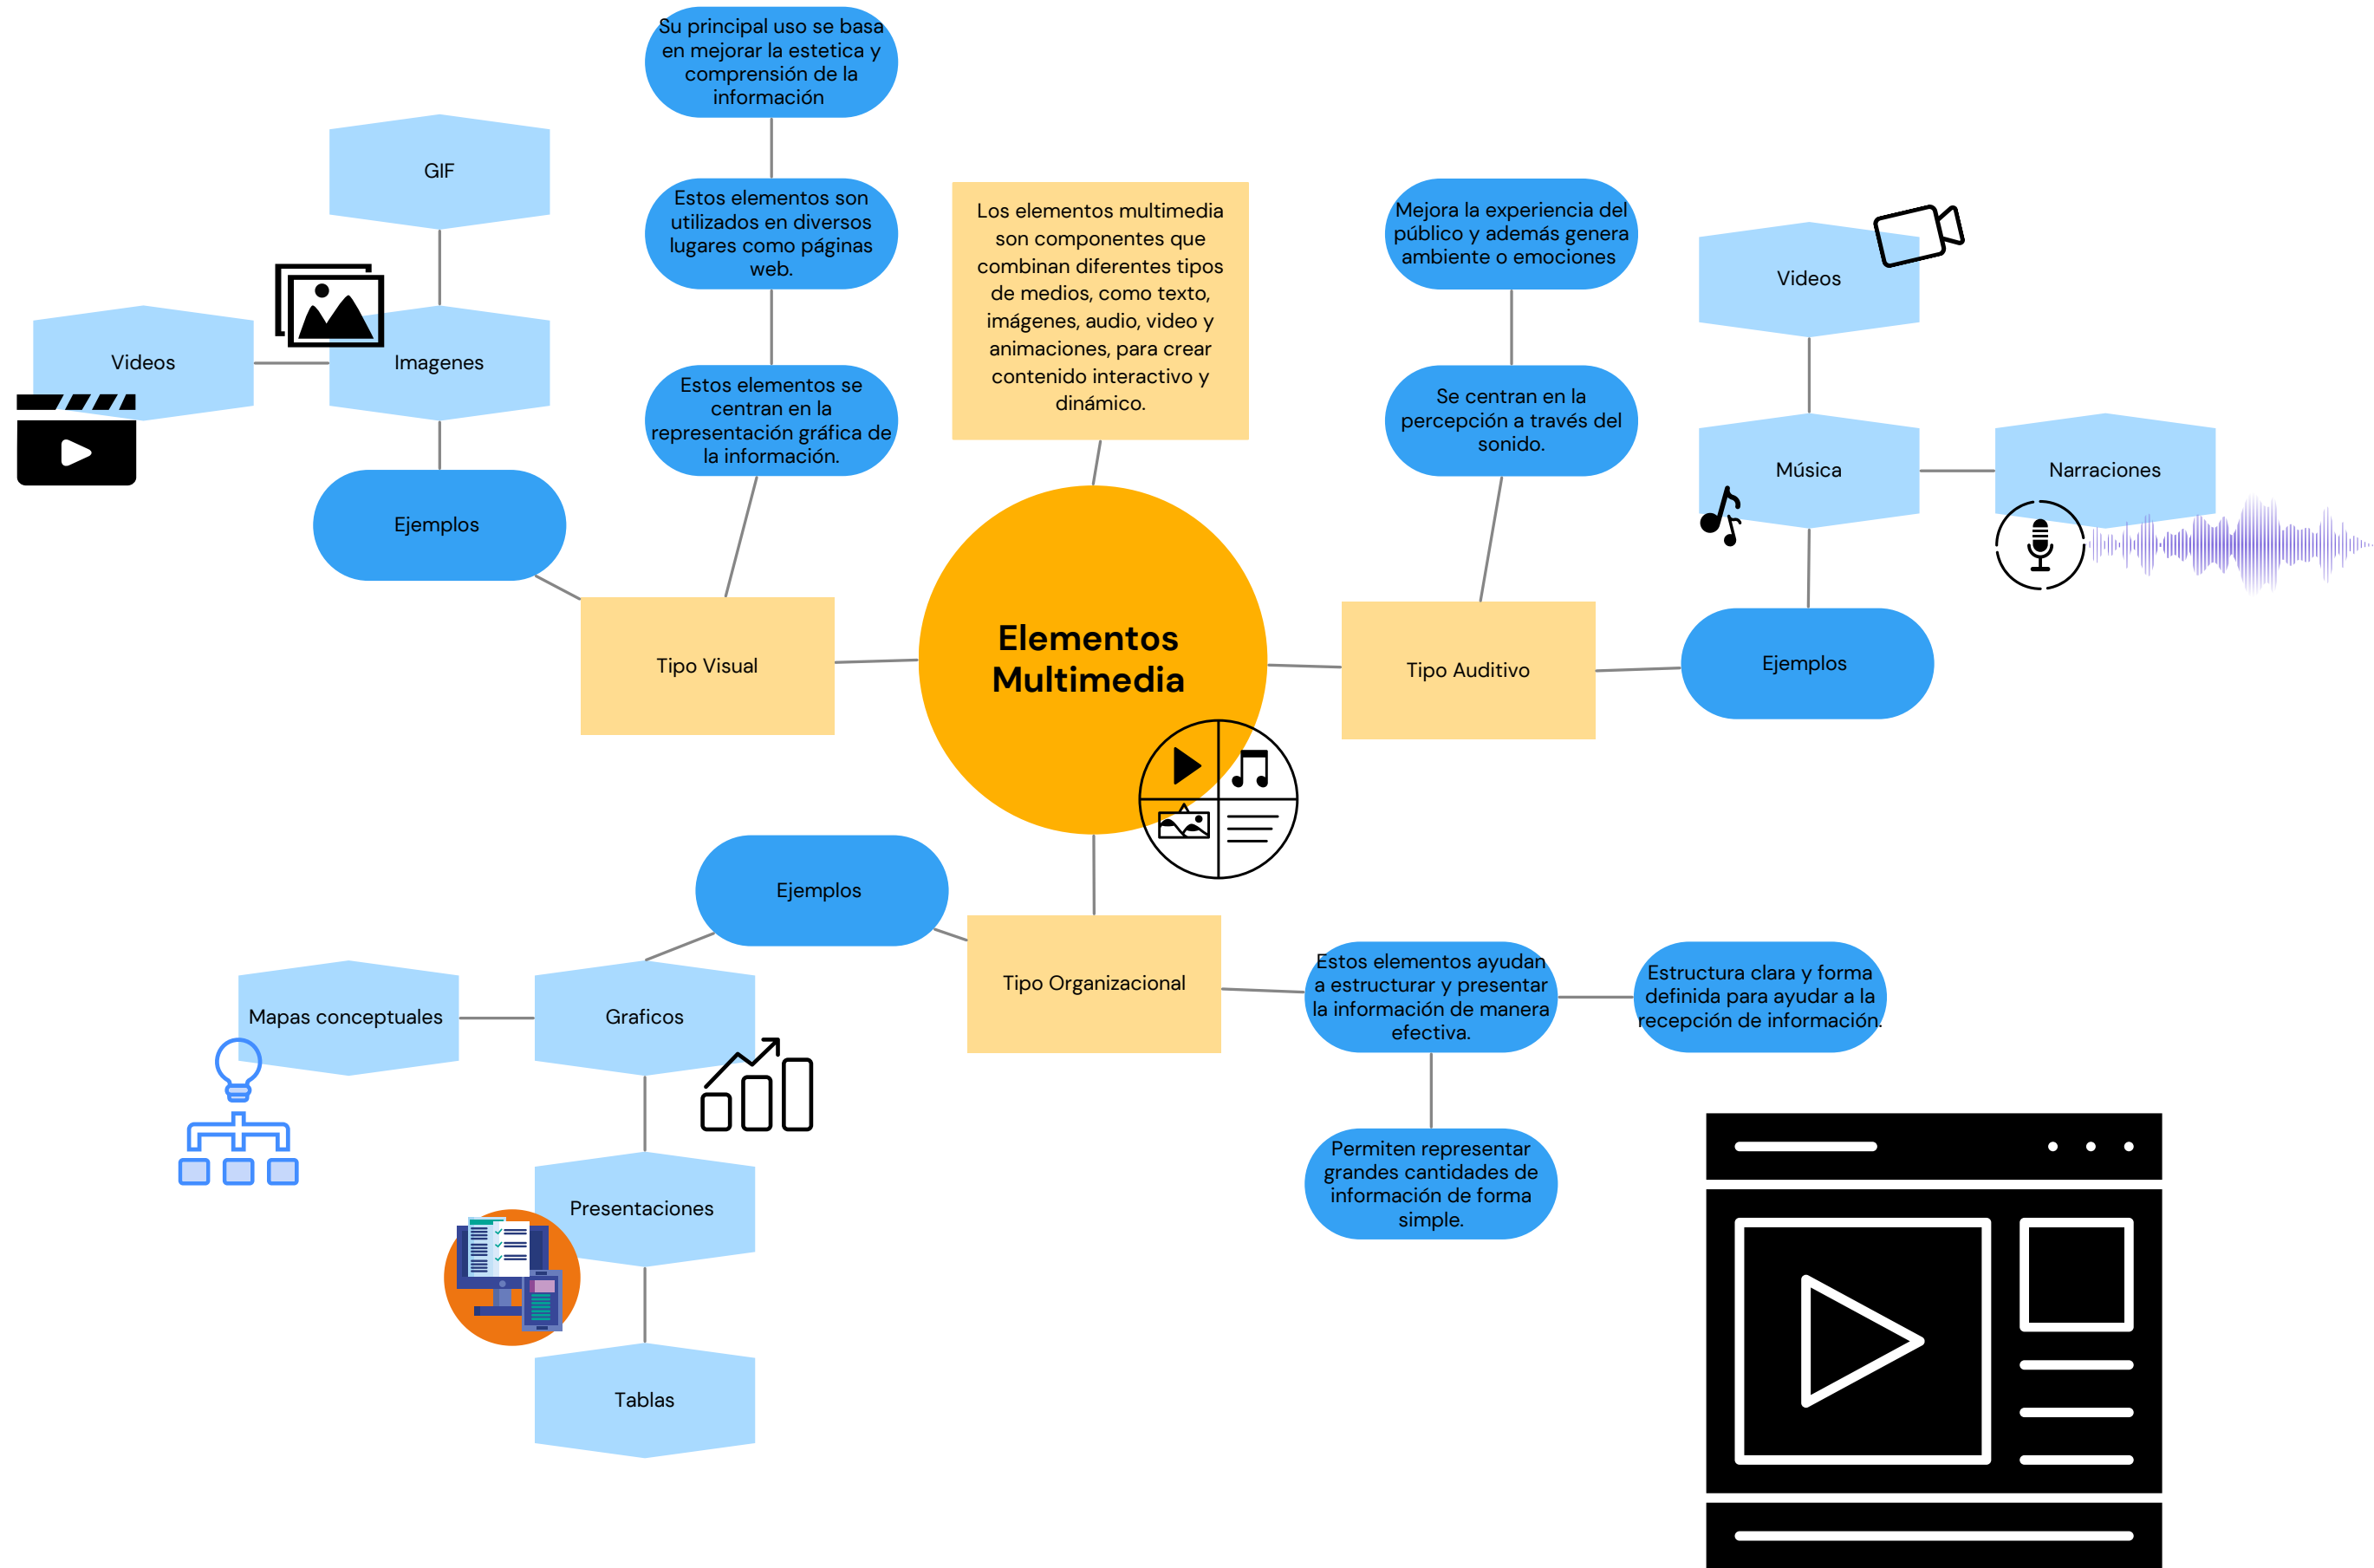 Su principal uso se basa
en mejorar la estetica y
comprensión de la
información
GIF
Estos elementos son
utilizados en diversos
lugares como páginas
web.
Los elementos multimedia
son componentes que
combinan diferentes tipos
de medios, como texto,
imágenes, audio, video y
animaciones, para crear
contenido interactivo y
dinámico.
Mejora la experiencia del
público y además genera
ambiente o emociones
Videos
Videos
Imagenes
Estos elementos se
centran en la
representación gráfica de
la información.
Se centran en la
percepción a través del
sonido.
Música
Narraciones
Ejemplos
Tipo Visual
Elementos
Multimedia
Tipo Auditivo
Ejemplos
Ejemplos
Tipo Organizacional
Estos elementos ayudan
a estructurar y presentar
la información de manera
efectiva.
Estructura clara y forma
definida para ayudar a la
recepción de información.
Mapas conceptuales
Graficos
Permiten representar
grandes cantidades de
información de forma
simple.
Presentaciones
Tablas